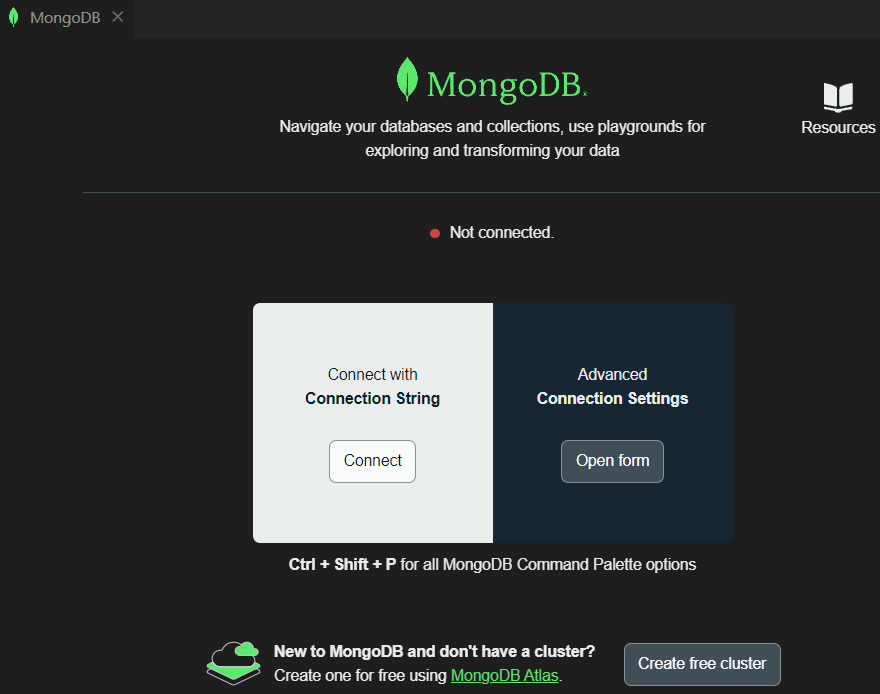 MongoDB
MongoDB
Navigate your databases and collections, use playgrounds for
exploring and transforming your data
Resources
Not connected.
Connect with
Connection String
Connect
Advanced
Connection Settings
Open form
Ctrl + Shift + P for all MongoDB Command Palette options
New to MongoDB and don't have a cluster?
Create one for free using MongoDB Atlas.
Create free cluster